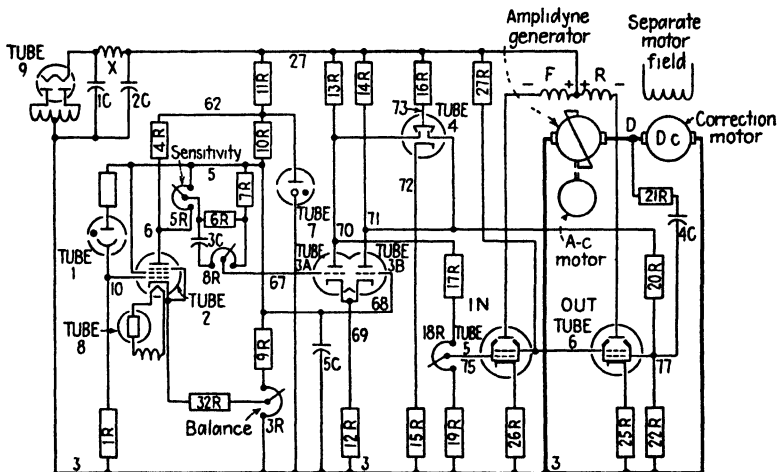 Amplidyne
generator
Separate
motor
field
TUBE
9
X
1C
2C
27
11R
13R
14R
16R
27R
F
+
+
R
-
-
73
TUBE
4
62
4R
10R
Sensitivity
5
7R
5R
6R
3C
8R
TUBE
7
72
D
Dc
Correction
motor
21R
4C
A-c
motor
TUBE
1
10
6
TUBE
2
TUBE
8
67
70
71
TUBE
3A
TUBE
3B
68
69
17R
20R
IN
OUT
18R
TUBE
5
75
TUBE
6
77
9R
5C
32R
Balance
3R
1R
12R
15R
19R
26R
25R
22R
3
3
3